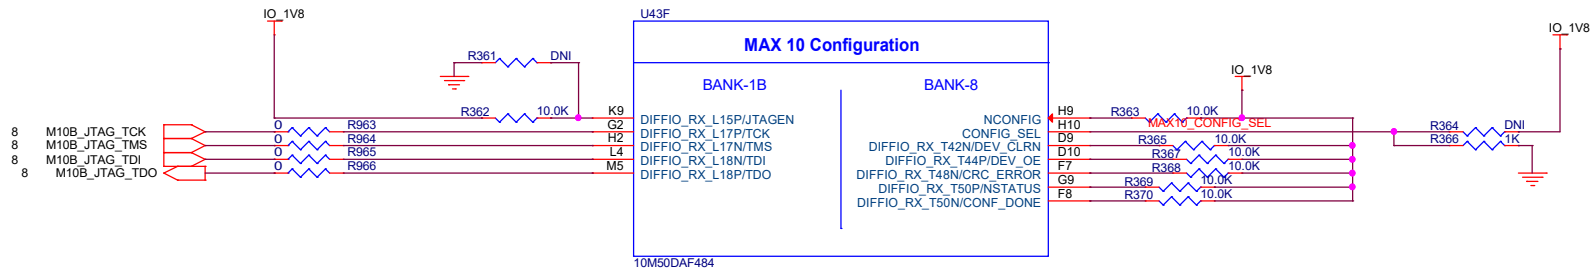 IO_1V8
U43F
IO_1V8
MAX 10 Configuration
R361 DNI
IO_1V8
BANK-1B BANK-8
R362 10.0K K9 DIFFIO_RX_L15P/JTAGEN NCONFIG H9 R363 10.0K
MAX10_CONFIG_SEL
8 M10B_JTAG_TCK 0 R963 G2 DIFFIO_RX_L17P/TCK CONFIG_SEL H10 R364 DNI
8 M10B_JTAG_TMS 0 R964 H2 DIFFIO_RX_L17N/TMS DIFFIO_RX_T42N/DEV_CLRN D9 R365 10.0K R366 1K
8 M10B_JTAG_TDI 0 R965 L4 DIFFIO_RX_L18N/TDI DIFFIO_RX_T44P/DEV_OE D10 R367 10.0K
8 M10B_JTAG_TDO 0 R966 M5 DIFFIO_RX_L18P/TDO DIFFIO_RX_T48N/CRC_ERROR F7 R368 10.0K
DIFFIO_RX_T50P/NSTATUS G9 R369 10.0K
DIFFIO_RX_T50N/CONF_DONE F8 R370 10.0K
10M50DAF484